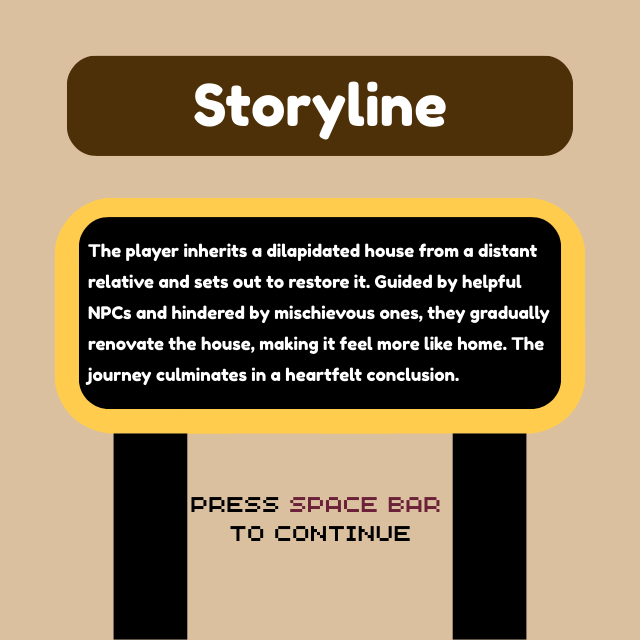 Storyline
The player inherits a dilapidated house from a distant
relative and sets out to restore it. Guided by helpful
NPCs and hindered by mischievous ones, they gradually
renovate the house, making it feel more like home. The
journey culminates in a heartfelt conclusion.
PRESS SPACE BAR
TO CONTINUE